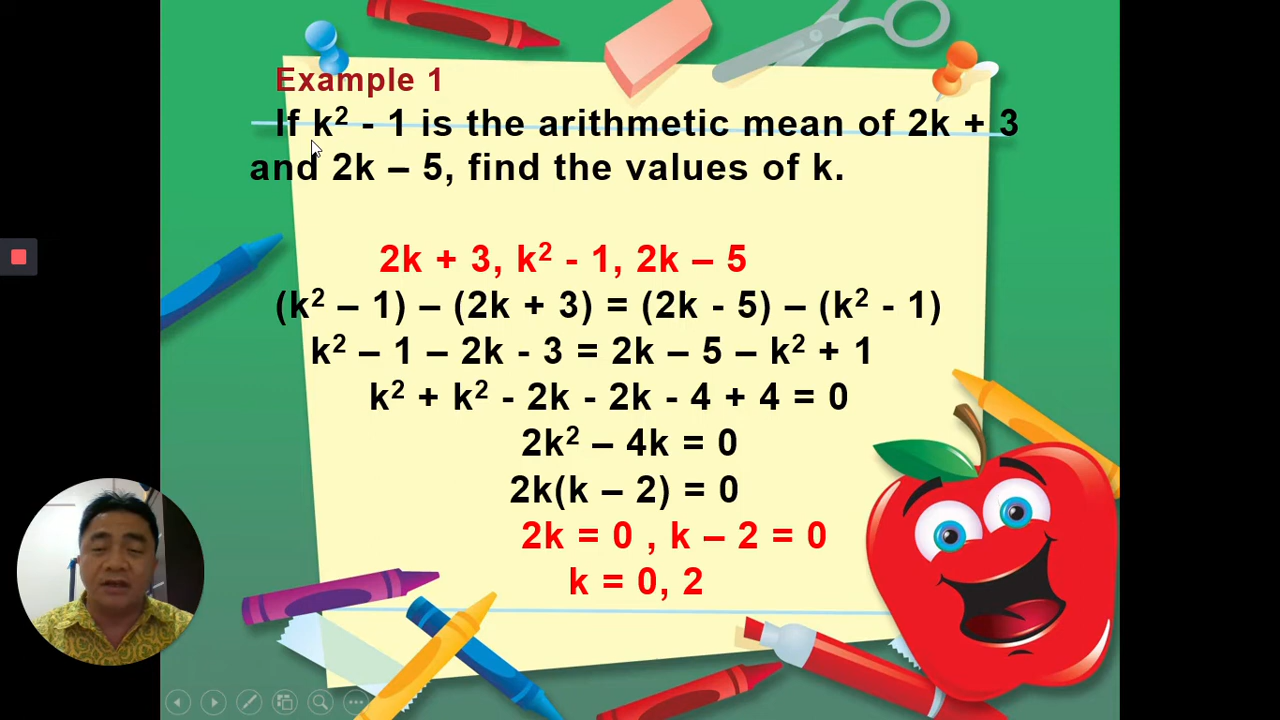 Example 1
If k² - 1 is the arithmetic mean of 2k + 3
and 2k – 5, find the values of k.
2k + 3, k² - 1, 2k – 5
(k² – 1) – (2k + 3) = (2k - 5) – (k² - 1)
k² – 1 – 2k - 3 = 2k – 5 – k² + 1
k² + k² - 2k - 2k - 4 + 4 = 0
2k² – 4k = 0
2k(k – 2) = 0
2k = 0 , k – 2 = 0
k = 0, 2